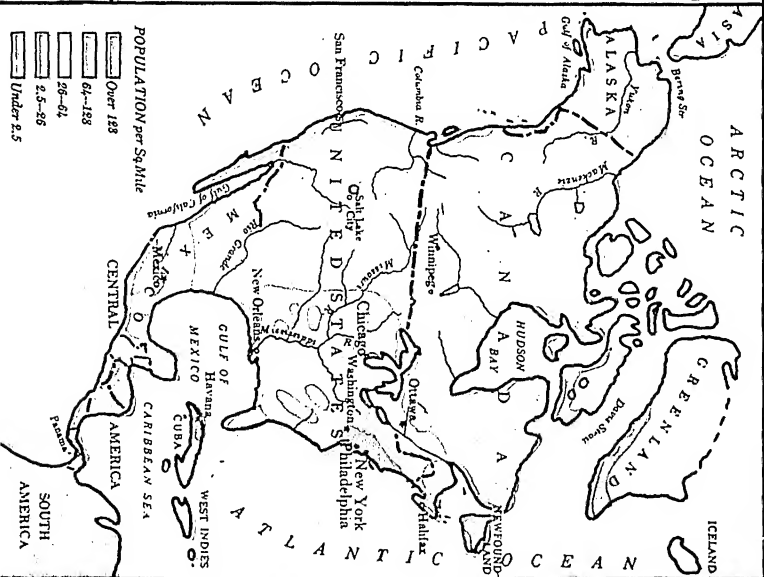 ASIA
Bering Str.
ARCTIC
OCEAN
ALASKA
Yukon
R.
Gulf of Alaska
Mackenzie
R
GREENLAND
Davis Strait
ICELAND
PACIFIC OCEAN
CANADA
HUDSON
BAY
NEWFOUND-
LAND
Columbia R.
Winnipeg
Ottawa
Halifax
San Francisco
UNITED STATES
Salt Lake
City
Missouri
Chicago
Washington
New York
Philadelphia
Mississippi
R
New Orleans
Rio Grande
Gulf of California
MEXICO
Mexico
GULF OF
MEXICO
Havana
CUBA
WEST INDIES
ATLANTIC OCEAN
CENTRAL
AMERICA
CARIBBEAN SEA
Panama
SOUTH
AMERICA
POPULATION per Sq.Mile
Over 128
64–128
26–64
2.5–26
Under 2.5